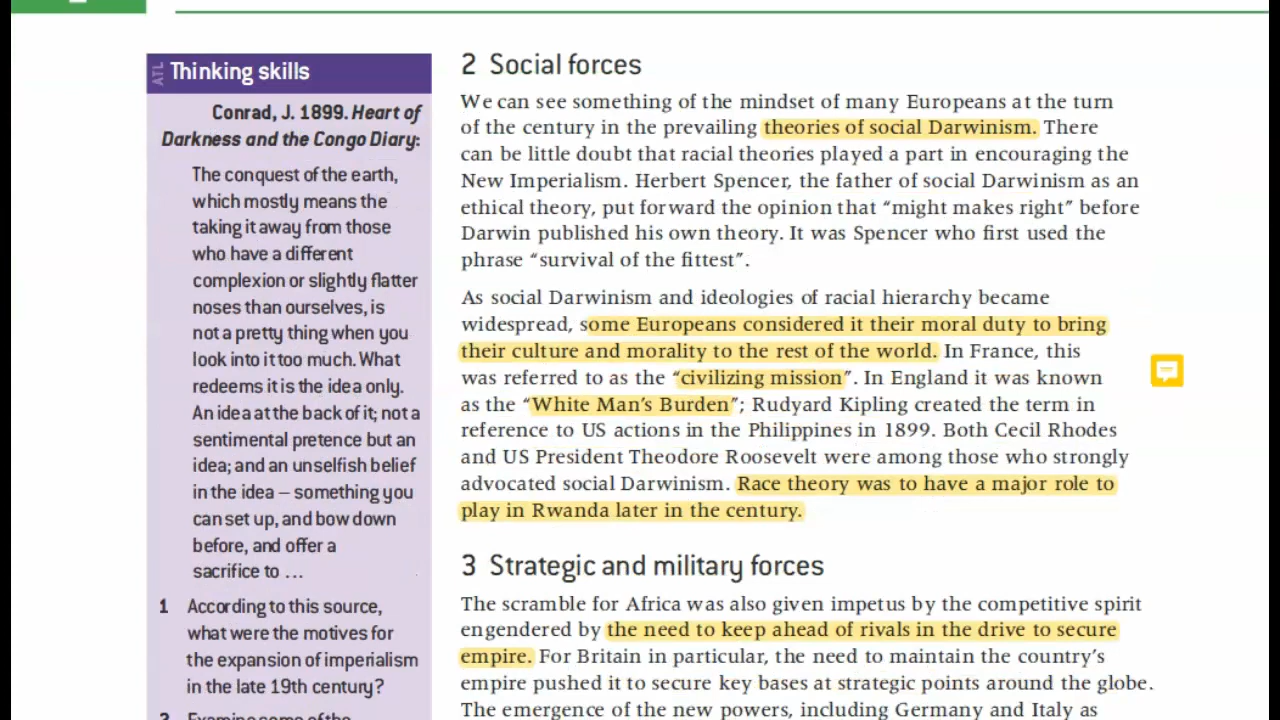 ATL
Thinking skills
Conrad, J. 1899. Heart of
Darkness and the Congo Diary:
The conquest of the earth,
which mostly means the
taking it away from those
who have a different
complexion or slightly flatter
noses than ourselves, is
not a pretty thing when you
look into it too much. What
redeems it is the idea only.
An idea at the back of it; not a
sentimental pretence but an
idea; and an unselfish belief
in the idea – something you
can set up, and bow down
before, and offer a
sacrifice to ...
1 According to this source,
what were the motives for
the expansion of imperialism
in the late 19th century?
2 Examine some of the
2 Social forces
We can see something of the mindset of many Europeans at the turn
of the century in the prevailing theories of social Darwinism. There
can be little doubt that racial theories played a part in encouraging the
New Imperialism. Herbert Spencer, the father of social Darwinism as an
ethical theory, put forward the opinion that “might makes right” before
Darwin published his own theory. It was Spencer who first used the
phrase “survival of the fittest”.
As social Darwinism and ideologies of racial hierarchy became
widespread, some Europeans considered it their moral duty to bring
their culture and morality to the rest of the world. In France, this
was referred to as the “civilizing mission”. In England it was known
as the “White Man’s Burden”; Rudyard Kipling created the term in
reference to US actions in the Philippines in 1899. Both Cecil Rhodes
and US President Theodore Roosevelt were among those who strongly
advocated social Darwinism. Race theory was to have a major role to
play in Rwanda later in the century.
3 Strategic and military forces
The scramble for Africa was also given impetus by the competitive spirit
engendered by the need to keep ahead of rivals in the drive to secure
empire. For Britain in particular, the need to maintain the country’s
empire pushed it to secure key bases at strategic points around the globe.
The emergence of the new powers, including Germany and Italy as